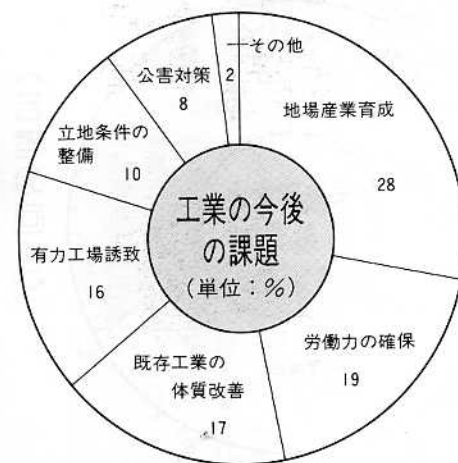 工業の今後
の課題
(単位:%)
地場産業育成
28
労働力の確保
19
既存工業の
体質改善
17
有力工場誘致
16
立地条件の
整備
10
公害対策
8
その他
2